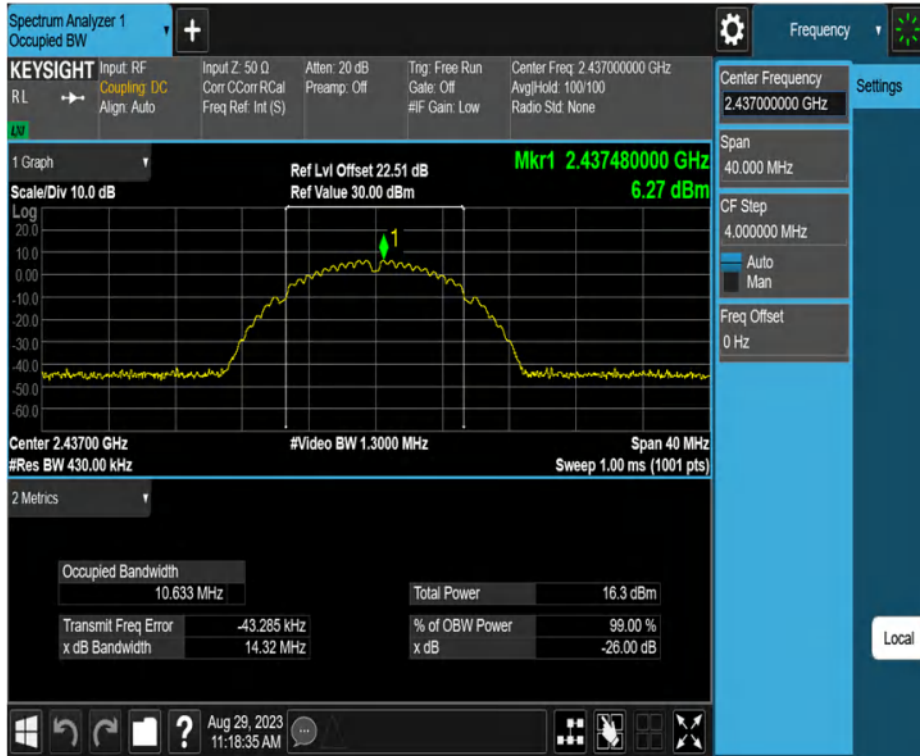 Spectrum Analyzer 1
Occupied BW
+
Frequency
KEYSIGHT
RL
LXI
Input: RF
Coupling: DC
Align: Auto
Input Z: 50 Ω
Corr CCorr RCal
Freq Ref: Int (S)
Atten: 20 dB
Preamp: Off
Trig: Free Run
Gate: Off
#IF Gain: Low
Center Freq: 2.437000000 GHz
Avg|Hold: 100/100
Radio Std: None
Center Frequency
2.437000000 GHz
Settings
Span
40.000 MHz
CF Step
4.000000 MHz
Auto
Man
Freq Offset
0 Hz
1 Graph
Scale/Div 10.0 dB
Ref Lvl Offset 22.51 dB
Ref Value 30.00 dBm
Mkr1 2.437480000 GHz
6.27 dBm
Log
20.0
10.0
0.00
-10.0
-20.0
-30.0
-40.0
-50.0
-60.0
1
Center 2.43700 GHz
#Video BW 1.3000 MHz
Span 40 MHz
#Res BW 430.00 kHz
Sweep 1.00 ms (1001 pts)
2 Metrics
Occupied Bandwidth
10.633 MHz
Transmit Freq Error -43.285 kHz
x dB Bandwidth 14.32 MHz
Total Power 16.3 dBm
% of OBW Power 99.00 %
x dB -26.00 dB
Local
?
Aug 29, 2023
11:18:35 AM